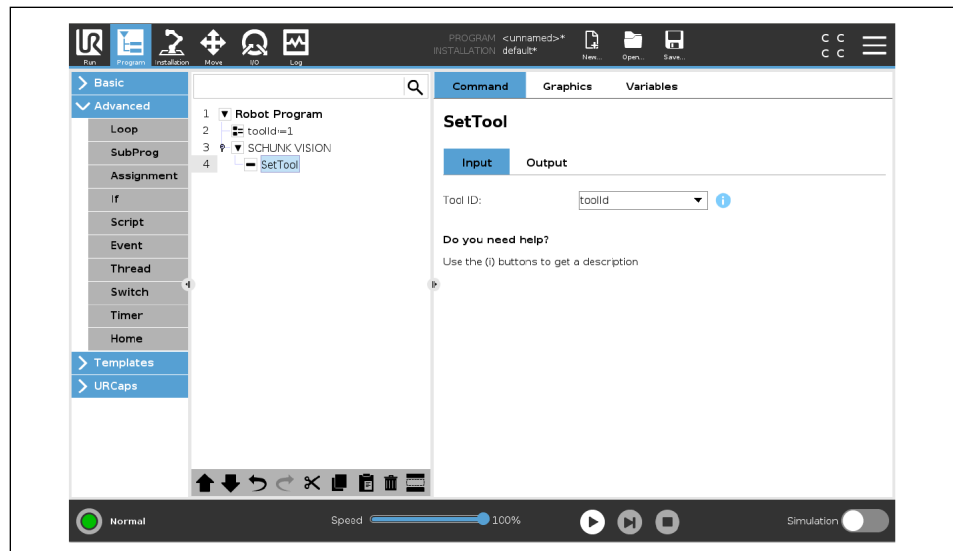 UR
PROGRAM <unnamed>*
INSTALLATION default*
C C
C C
Run Program Installation Move I/O Log New... Open... Save...
Basic
Advanced
Loop
SubProg
Assignment
If
Script
Event
Thread
Switch
Timer
Home
Templates
URCaps
1 Robot Program
2 toolId:=1
3 SCHUNK VISION
4 SetTool
Command Graphics Variables
SetTool
Input Output
Tool ID: toolId i
Do you need help?
Use the (i) buttons to get a description
Normal Speed 100% Simulation